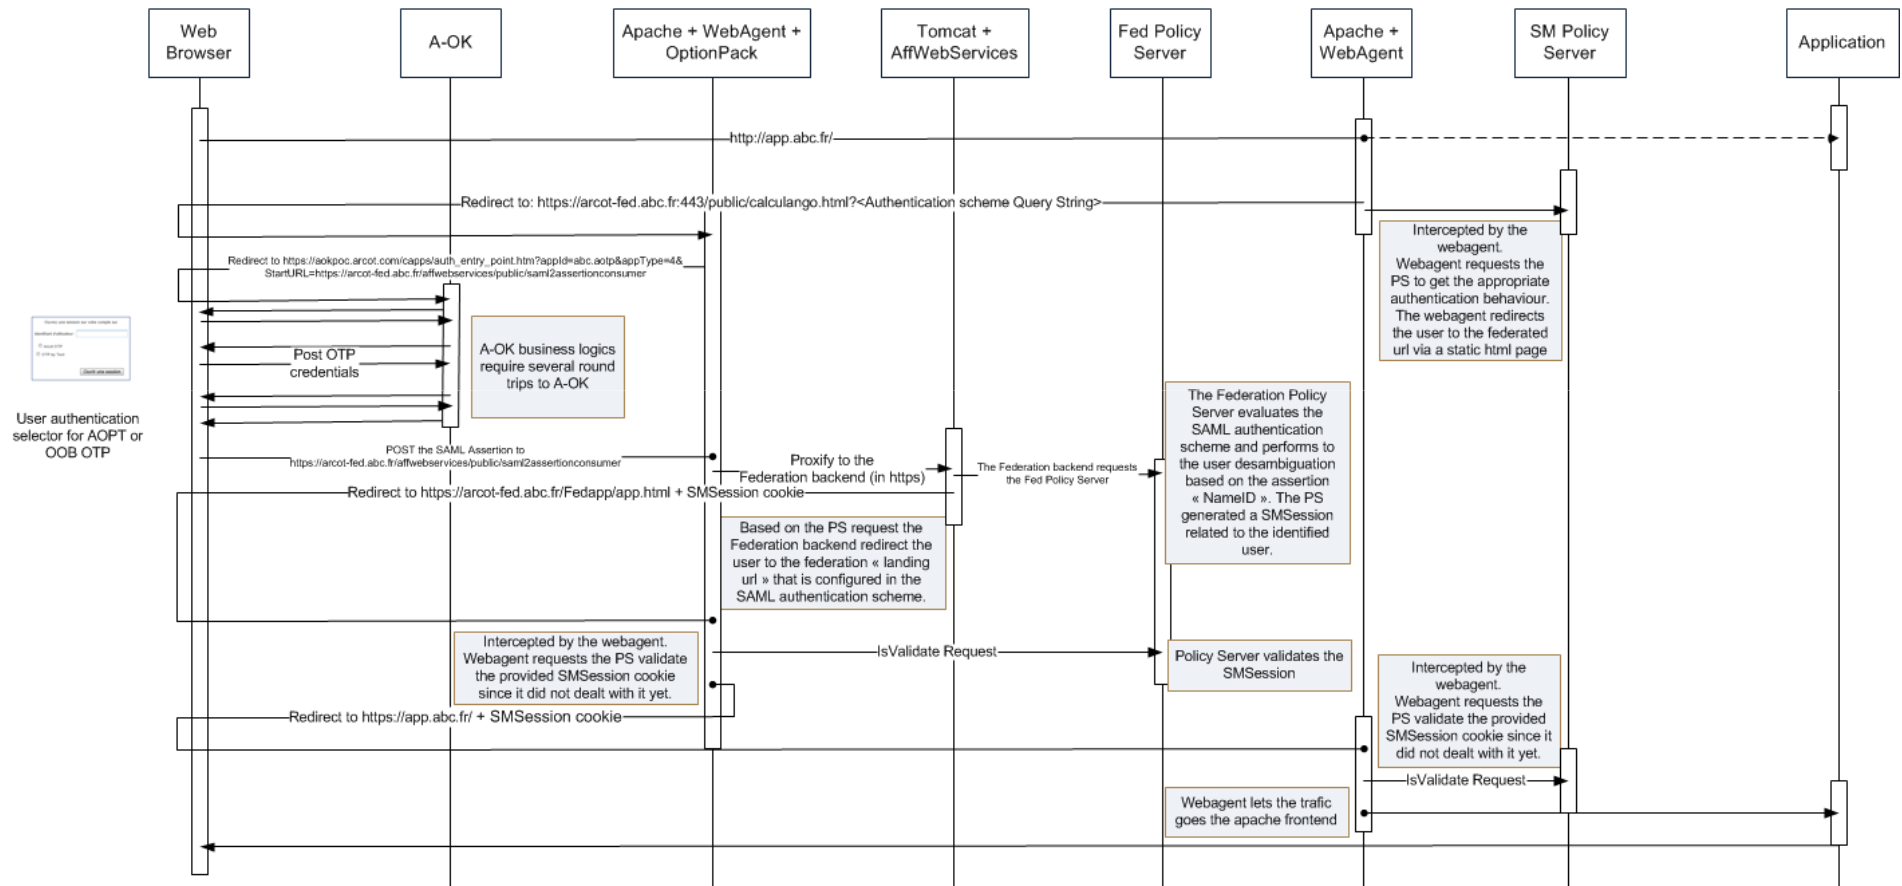 Web
Browser
A-OK
Apache + WebAgent +
OptionPack
Tomcat +
AffWebServices
Fed Policy
Server
Apache +
WebAgent
SM Policy
Server
Application
http://app.abc.fr/
Redirect to: https://arcot-fed.abc.fr:443/public/calculango.html?<Authentication scheme Query String>
Intercepted by the
webagent.
Webagent requests the
PS to get the appropriate
authentication behaviour.
The webagent redirects
the user to the federated
url via a static html page
Redirect to https://aokpoc.arcot.com/capps/auth_entry_point.htm?appId=abc.aotp&appType=4&
StartURL=https://arcot-fed.abc.fr/affwebservices/public/saml2assertionconsumer
A-OK business logics
require several round
trips to A-OK
Post OTP
credentials
User authentication
selector for AOPT or
OOB OTP
The Federation Policy
Server evaluates the
SAML authentication
scheme and performs to
the user desambiguation
based on the assertion
« NameID ». The PS
generated a SMSession
related to the identified
user.
POST the SAML Assertion to
https://arcot-fed.abc.fr/affwebservices/public/saml2assertionconsumer
Proxify to the
Federation backend (in https)
The Federation backend requests
the Fed Policy Server
Redirect to https://arcot-fed.abc.fr/Fedapp/app.html + SMSession cookie
Based on the PS request the
Federation backend redirect the
user to the federation « landing
url » that is configured in the
SAML authentication scheme.
Intercepted by the webagent.
Webagent requests the PS validate
the provided SMSession cookie
since it did not dealt with it yet.
IsValidate Request
Policy Server validates the
SMSession
Intercepted by the
webagent.
Webagent requests the
PS validate the provided
SMSession cookie since it
did not dealt with it yet.
Redirect to https://app.abc.fr/ + SMSession cookie
IsValidate Request
Webagent lets the trafic
goes the apache frontend